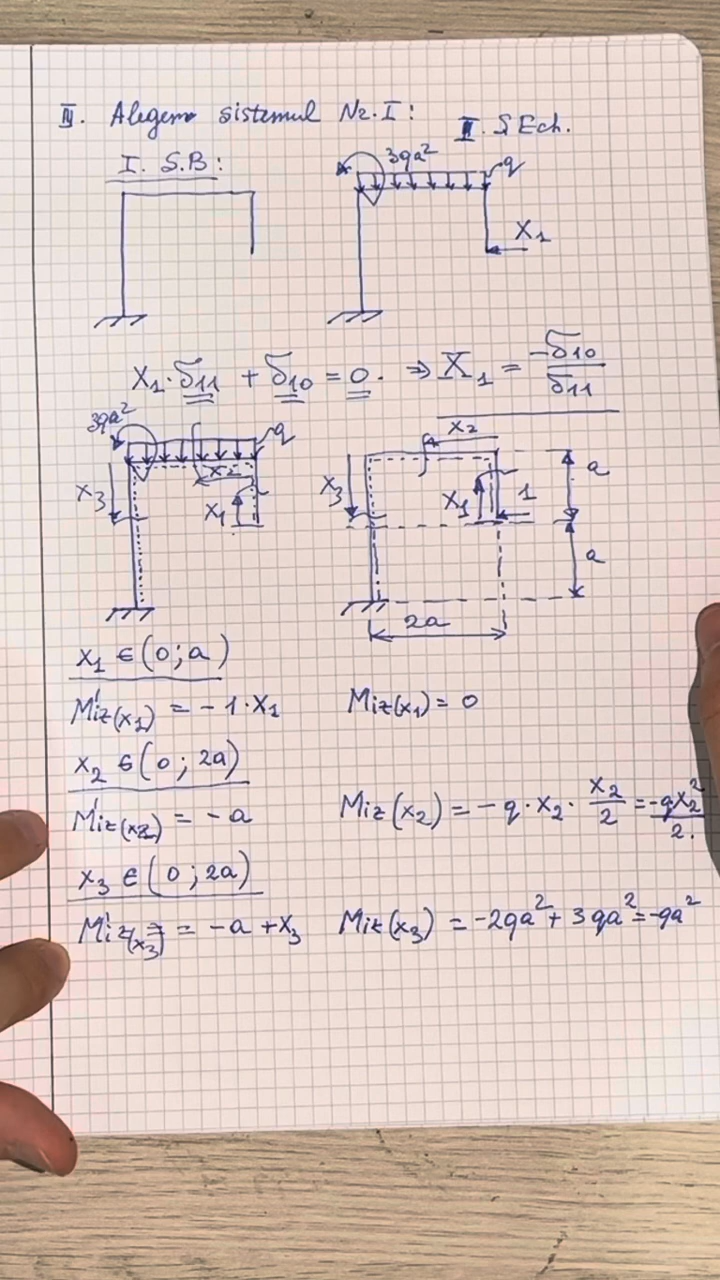 IV. Alegem sistemul Nr.I:
I. S.B:
II. SEch.
3qa²
q
X₁
X₁·δ₁₁ + δ₁₀ = 0. ⇒ X₁ = -δ₁₀/δ₁₁
3qa²
q
x₂
x₃
x₁
x₂
x₃
x₁
1
a
a
2a
x₁ ∈ (0; a)
M'iz(x₁) = -1·x₁ Miz(x₁) = 0
x₂ ∈ (0; 2a)
M'iz(x₂) = -a Miz(x₂) = -q·x₂·x₂/2 = -qx₂²/2.
x₃ ∈ (0; 2a)
M'iz(x₃) = = -a + x₃ Miz(x₃) = -2qa² + 3qa² = -qa²